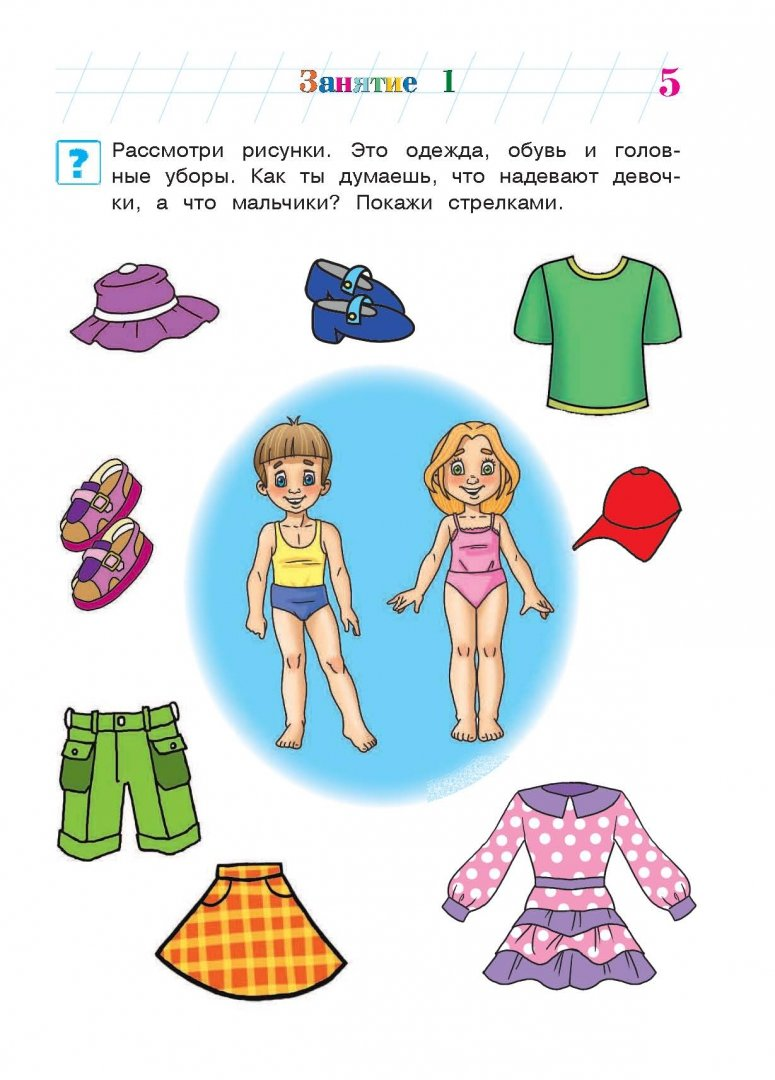 Занятие 1
5
?
Рассмотри рисунки. Это одежда, обувь и голов-
ные уборы. Как ты думаешь, что надевают девоч-
ки, а что мальчики? Покажи стрелками.